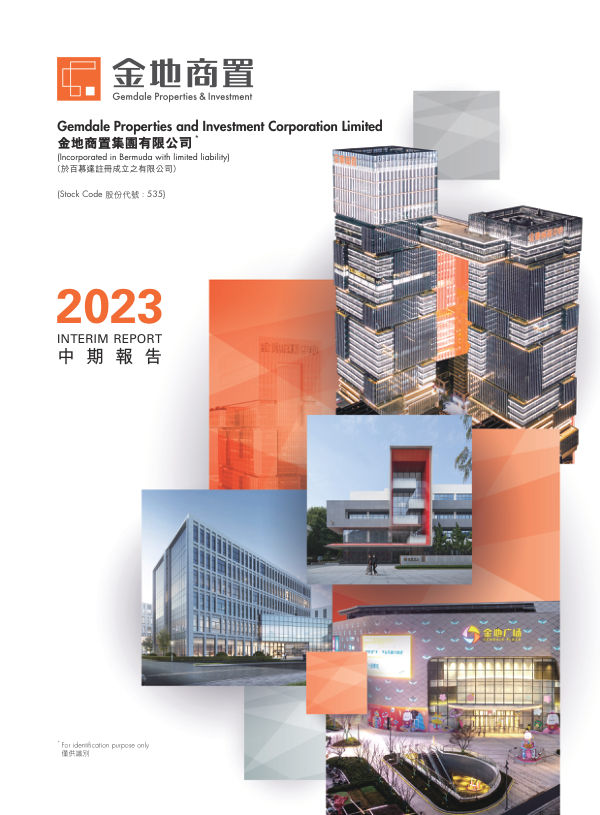 金地商置
Gemdale Properties & Investment
Gemdale Properties and Investment Corporation Limited
金地商置集團有限公司*
(Incorporated in Bermuda with limited liability)
(於百慕達註冊成立之有限公司)
(Stock Code 股份代號 : 535)
2023
INTERIM REPORT
中期報告
金地广场
GEMDALE PLAZA
* For identification purpose only
僅供識別